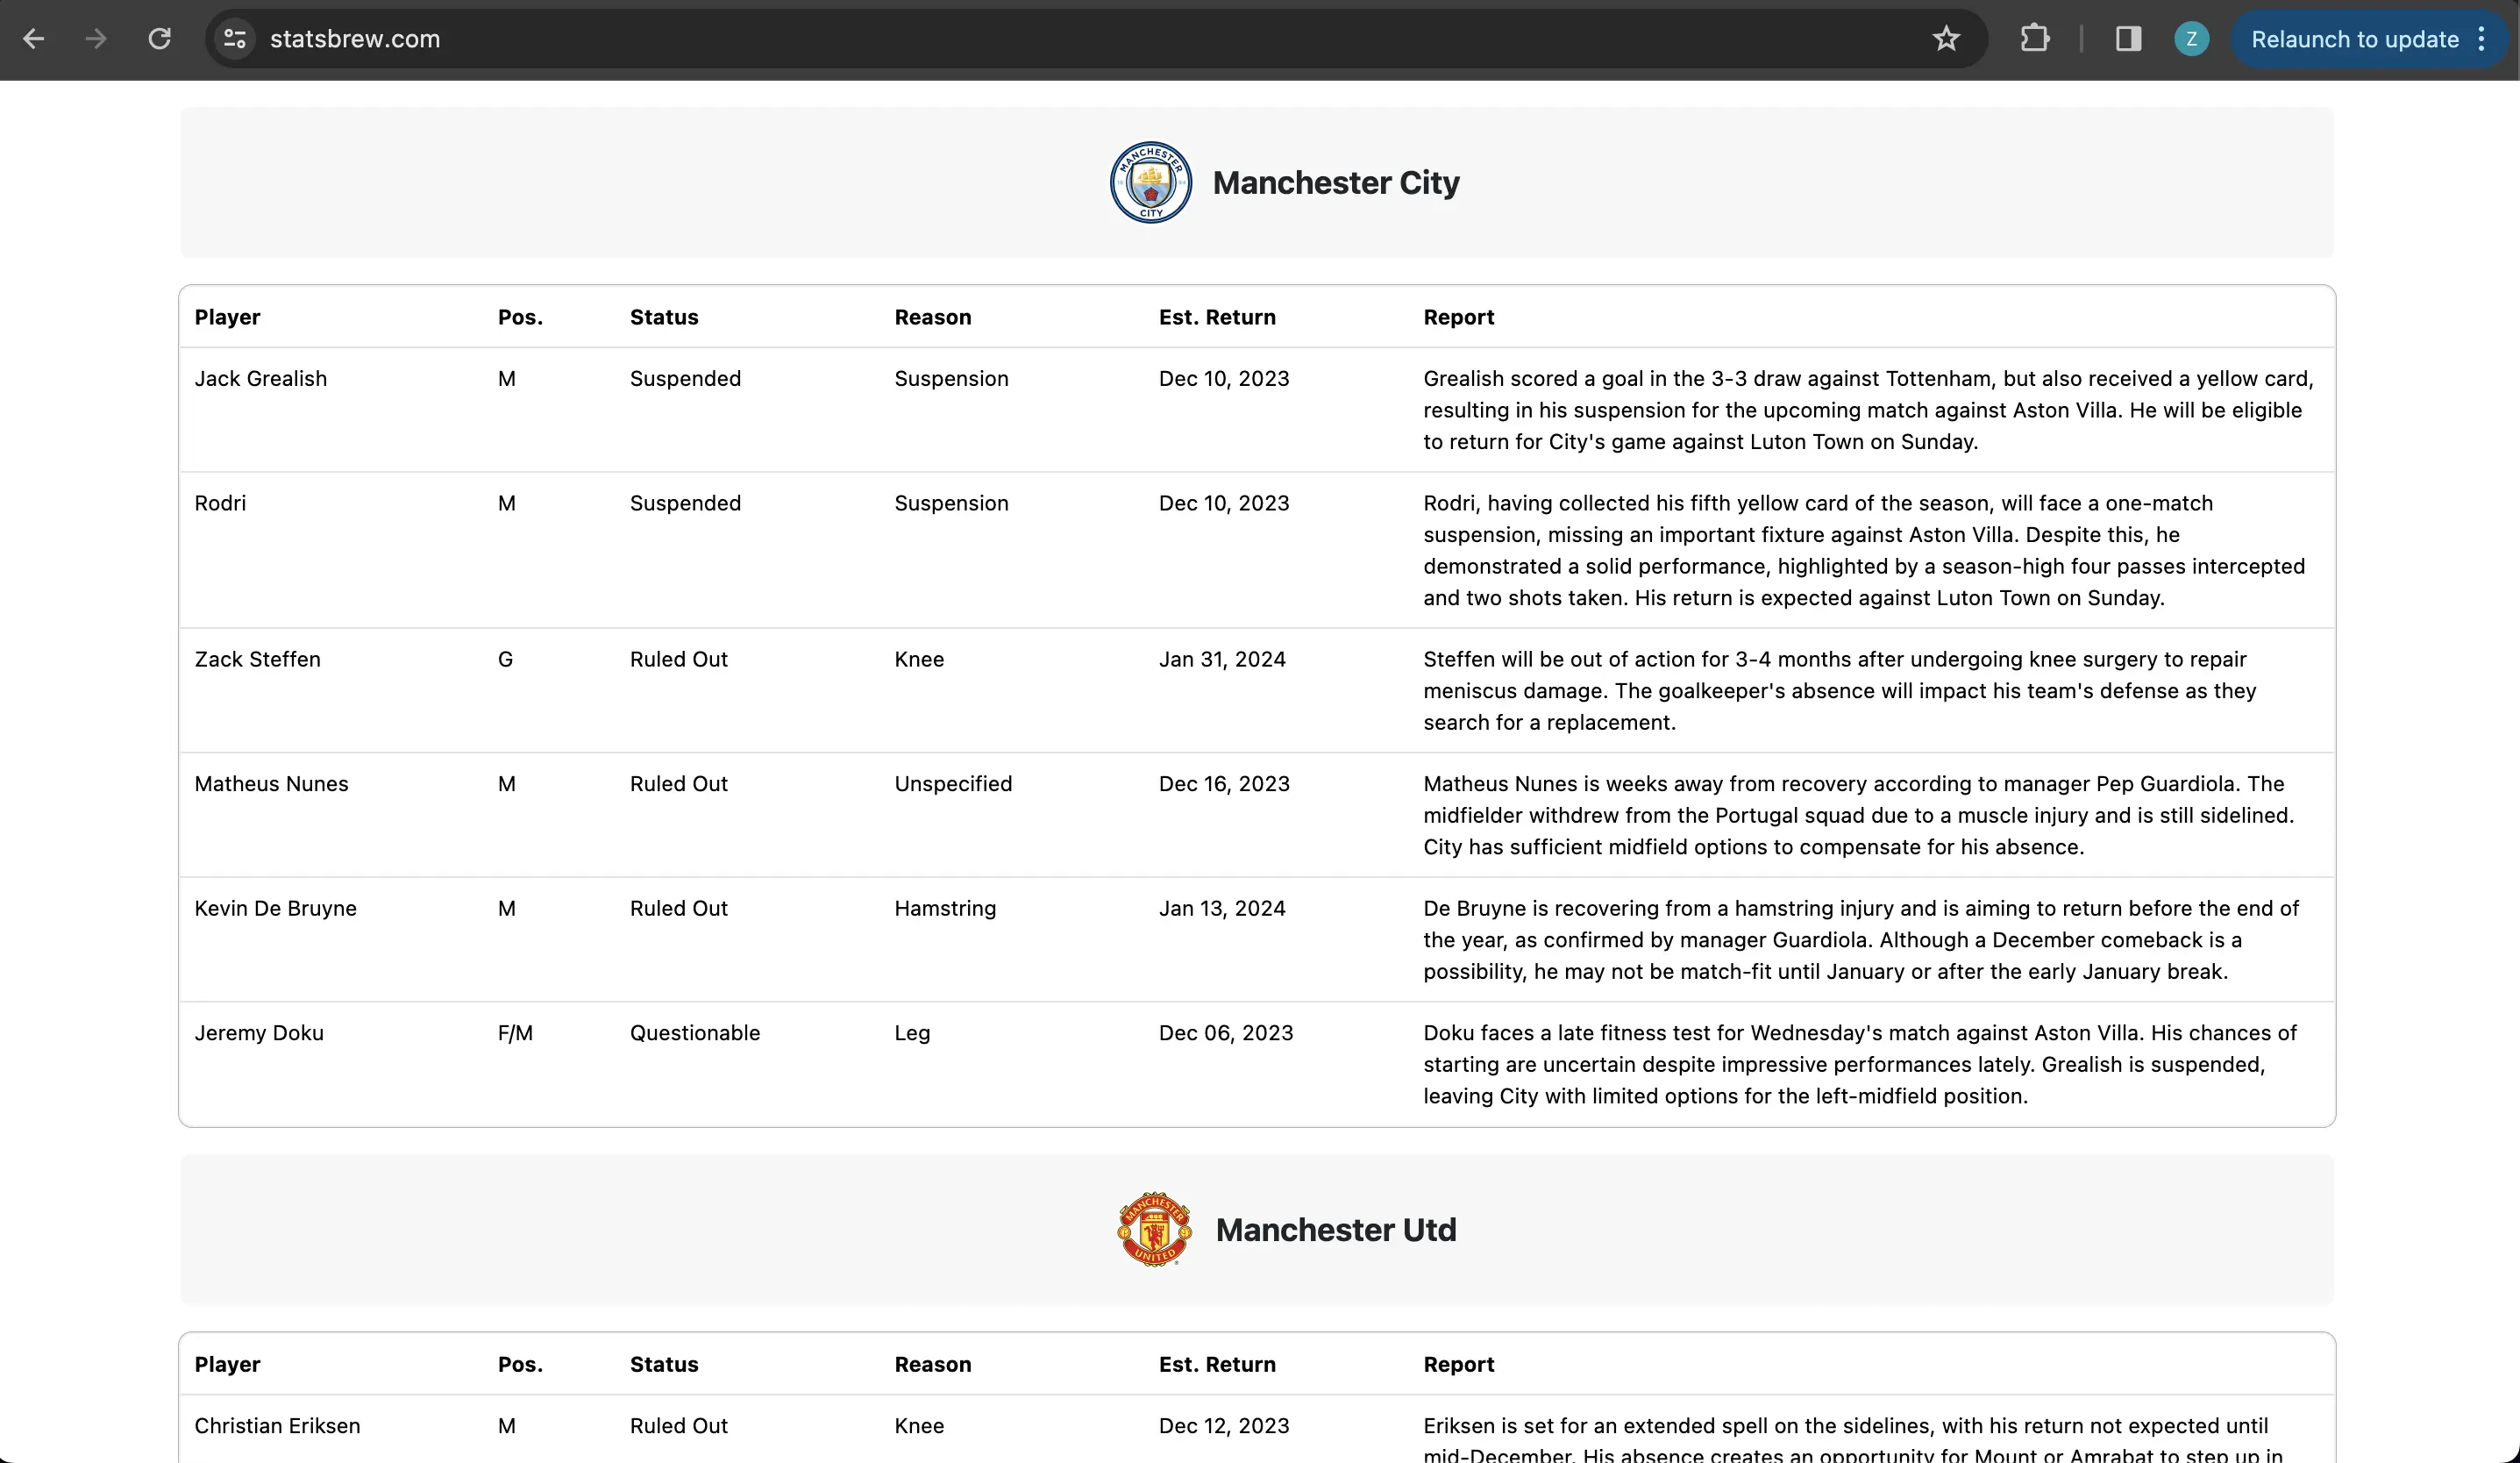 statsbrew.com
Z
Relaunch to update
MANCHESTER
CITY
Manchester City
Player Pos. Status Reason Est. Return Report
Jack Grealish M Suspended Suspension Dec 10, 2023 Grealish scored a goal in the 3-3 draw against Tottenham, but also received a yellow card,
resulting in his suspension for the upcoming match against Aston Villa. He will be eligible
to return for City's game against Luton Town on Sunday.
Rodri M Suspended Suspension Dec 10, 2023 Rodri, having collected his fifth yellow card of the season, will face a one-match
suspension, missing an important fixture against Aston Villa. Despite this, he
demonstrated a solid performance, highlighted by a season-high four passes intercepted
and two shots taken. His return is expected against Luton Town on Sunday.
Zack Steffen G Ruled Out Knee Jan 31, 2024 Steffen will be out of action for 3-4 months after undergoing knee surgery to repair
meniscus damage. The goalkeeper's absence will impact his team's defense as they
search for a replacement.
Matheus Nunes M Ruled Out Unspecified Dec 16, 2023 Matheus Nunes is weeks away from recovery according to manager Pep Guardiola. The
midfielder withdrew from the Portugal squad due to a muscle injury and is still sidelined.
City has sufficient midfield options to compensate for his absence.
Kevin De Bruyne M Ruled Out Hamstring Jan 13, 2024 De Bruyne is recovering from a hamstring injury and is aiming to return before the end of
the year, as confirmed by manager Guardiola. Although a December comeback is a
possibility, he may not be match-fit until January or after the early January break.
Jeremy Doku F/M Questionable Leg Dec 06, 2023 Doku faces a late fitness test for Wednesday's match against Aston Villa. His chances of
starting are uncertain despite impressive performances lately. Grealish is suspended,
leaving City with limited options for the left-midfield position.
MANCHESTER
UNITED
Manchester Utd
Player Pos. Status Reason Est. Return Report
Christian Eriksen M Ruled Out Knee Dec 12, 2023 Eriksen is set for an extended spell on the sidelines, with his return not expected until
mid-December. His absence creates an opportunity for Mount or Amrabat to step up in